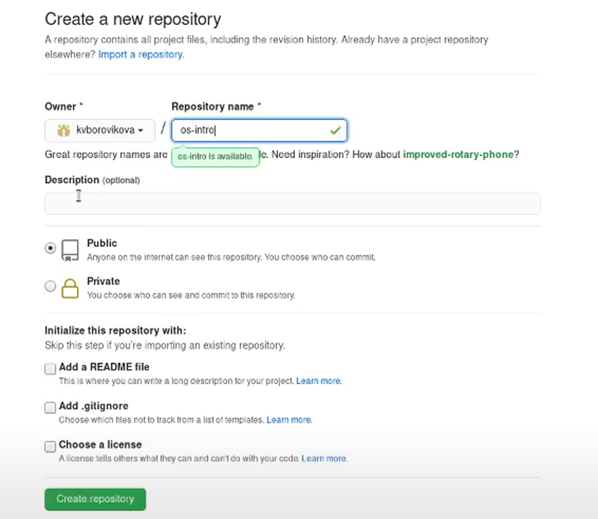 Create a new repository
A repository contains all project files, including the revision history. Already have a project repository
elsewhere? Import a repository.
Owner * Repository name *
kvborovikova / os-intro
Great repository names are le. Need inspiration? How about improved-rotary-phone?
os-intro is available.
Description (optional)
Public
Anyone on the internet can see this repository. You choose who can commit.
Private
You choose who can see and commit to this repository.
Initialize this repository with:
Skip this step if you're importing an existing repository.
Add a README file
This is where you can write a long description for your project. Learn more.
Add .gitignore
Choose which files not to track from a list of templates. Learn more.
Choose a license
A license tells others what they can and can't do with your code. Learn more.
Create repository